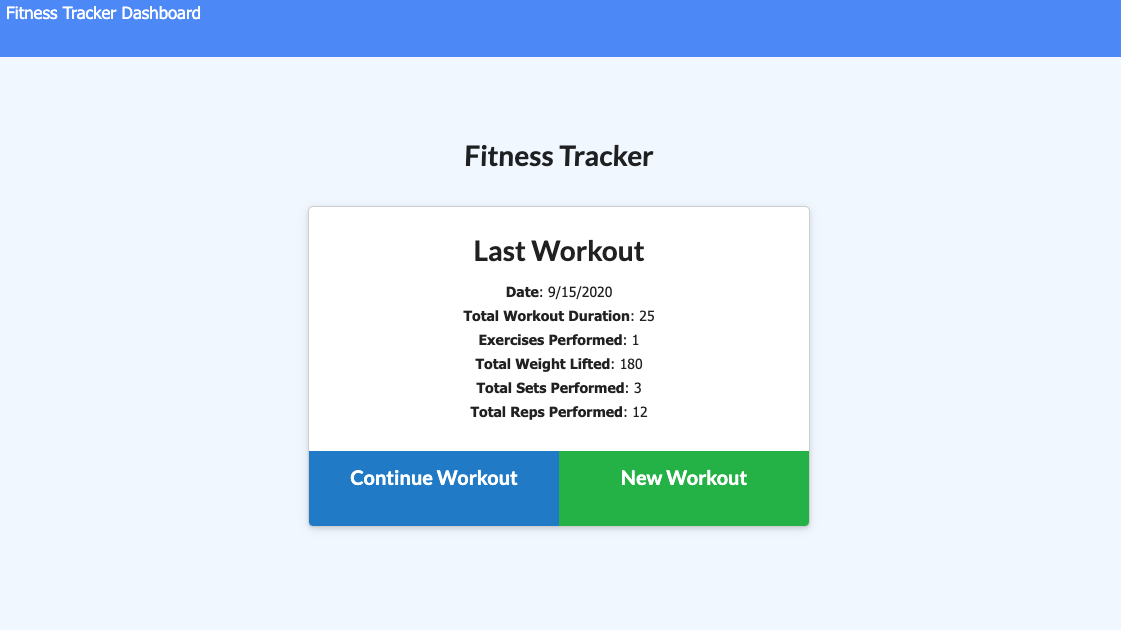 Fitness Tracker Dashboard
Fitness Tracker
Last Workout
Date: 9/15/2020
Total Workout Duration: 25
Exercises Performed: 1
Total Weight Lifted: 180
Total Sets Performed: 3
Total Reps Performed: 12
Continue Workout
New Workout